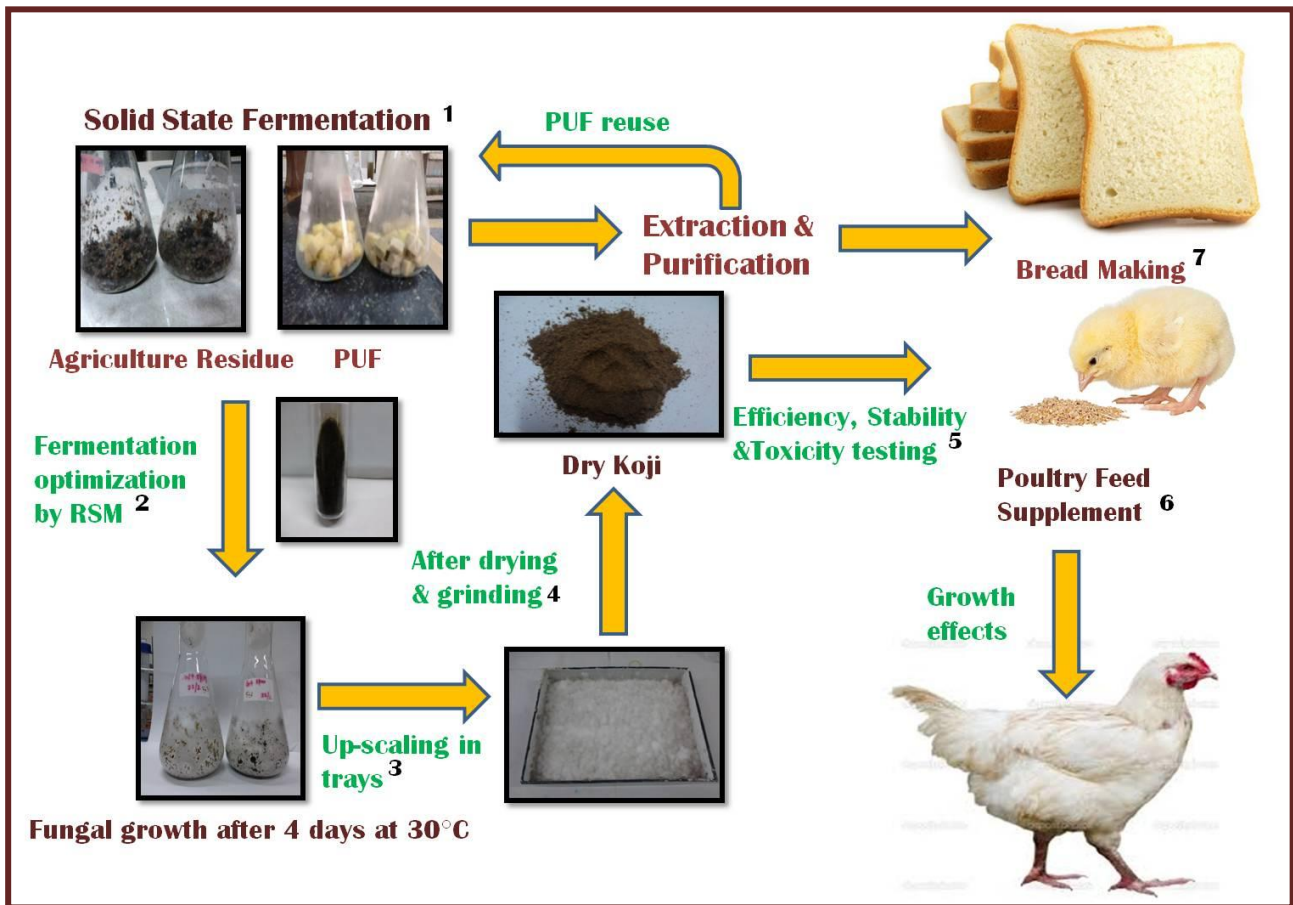 Solid State Fermentation 1
PUF reuse
Extraction &
Purification
Bread Making 7
Agriculture Residue
PUF
Fermentation
optimization
by RSM 2
Dry Koji
Efficiency, Stability
&Toxicity testing 5
Poultry Feed
Supplement 6
After drying
& grinding 4
Growth
effects
Up-scaling in
trays 3
Fungal growth after 4 days at 30°C